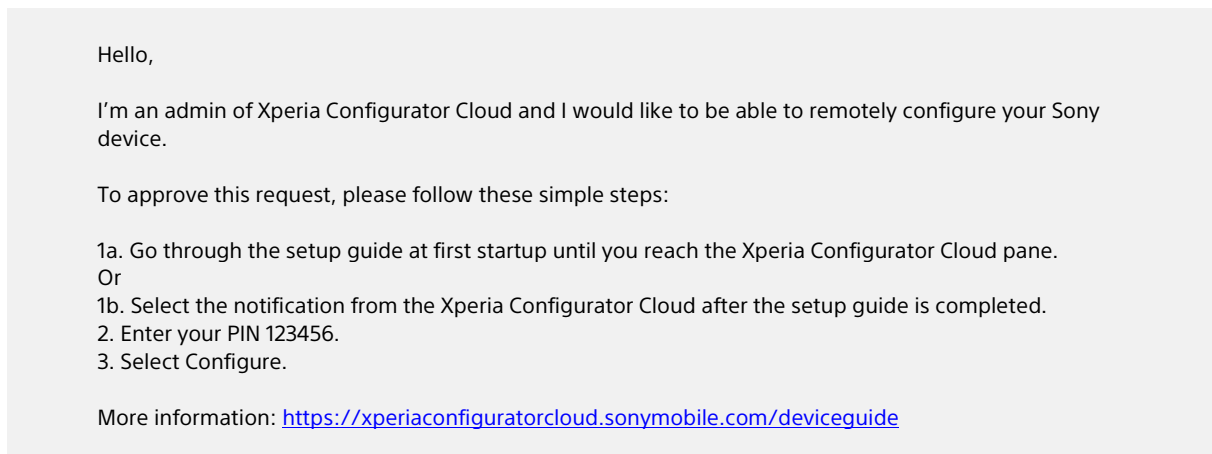 Hello,
I'm an admin of Xperia Configurator Cloud and I would like to be able to remotely configure your Sony
device.
To approve this request, please follow these simple steps:
1a. Go through the setup guide at first startup until you reach the Xperia Configurator Cloud pane.
Or
1b. Select the notification from the Xperia Configurator Cloud after the setup guide is completed.
2. Enter your PIN 123456.
3. Select Configure.
More information: https://xperiaconfiguratorcloud.sonymobile.com/deviceguide